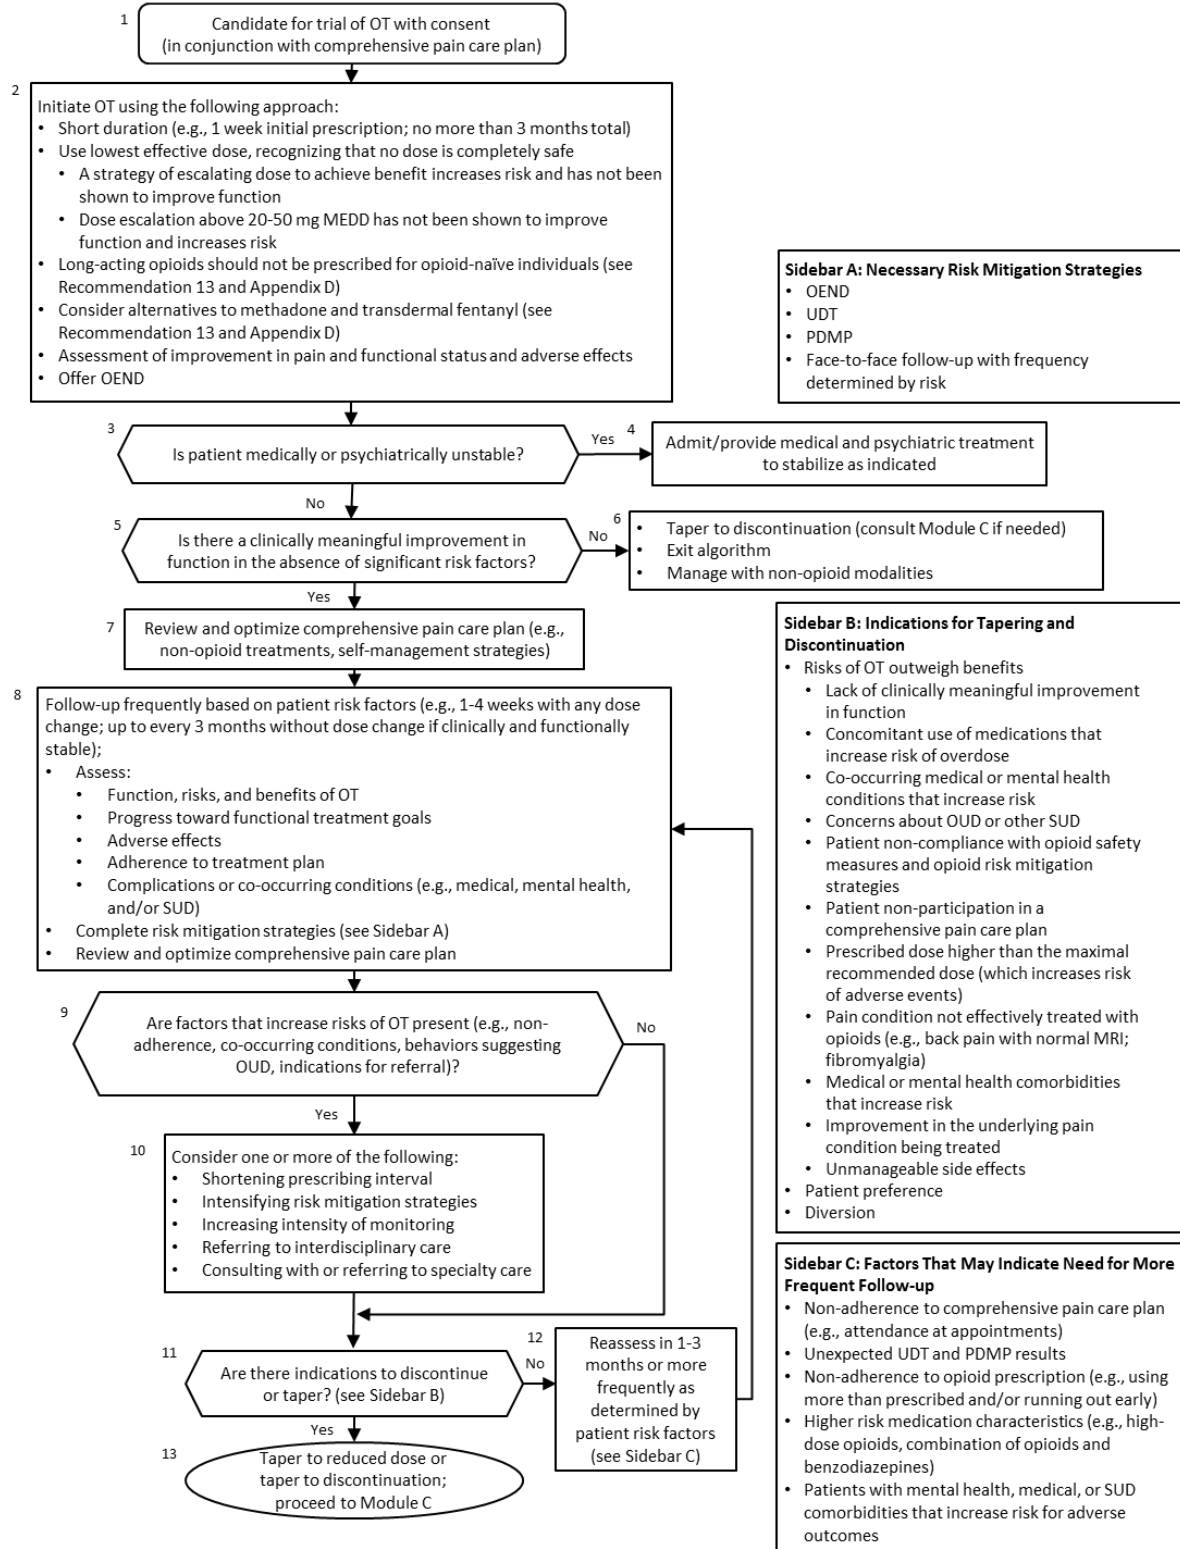 1
Candidate for trial of OT with consent
(in conjunction with comprehensive pain care plan)
2
Initiate OT using the following approach:
• Short duration (e.g., 1 week initial prescription; no more than 3 months total)
• Use lowest effective dose, recognizing that no dose is completely safe
• A strategy of escalating dose to achieve benefit increases risk and has not been
shown to improve function
• Dose escalation above 20-50 mg MEDD has not been shown to improve
function and increases risk
• Long-acting opioids should not be prescribed for opioid-naïve individuals (see
Recommendation 13 and Appendix D)
• Consider alternatives to methadone and transdermal fentanyl (see
Recommendation 13 and Appendix D)
• Assessment of improvement in pain and functional status and adverse effects
• Offer OEND
Sidebar A: Necessary Risk Mitigation Strategies
• OEND
• UDT
• PDMP
• Face-to-face follow-up with frequency
determined by risk
3
Is patient medically or psychiatrically unstable?
Yes
4
Admit/provide medical and psychiatric treatment
to stabilize as indicated
No
5
Is there a clinically meaningful improvement in
function in the absence of significant risk factors?
No
6
• Taper to discontinuation (consult Module C if needed)
• Exit algorithm
• Manage with non-opioid modalities
Yes
7
Review and optimize comprehensive pain care plan (e.g.,
non-opioid treatments, self-management strategies)
8
Follow-up frequently based on patient risk factors (e.g., 1-4 weeks with any dose
change; up to every 3 months without dose change if clinically and functionally
stable);
• Assess:
• Function, risks, and benefits of OT
• Progress toward functional treatment goals
• Adverse effects
• Adherence to treatment plan
• Complications or co-occurring conditions (e.g., medical, mental health,
and/or SUD)
• Complete risk mitigation strategies (see Sidebar A)
• Review and optimize comprehensive pain care plan
Sidebar B: Indications for Tapering and
Discontinuation
• Risks of OT outweigh benefits
• Lack of clinically meaningful improvement
in function
• Concomitant use of medications that
increase risk of overdose
• Co-occurring medical or mental health
conditions that increase risk
• Concerns about OUD or other SUD
• Patient non-compliance with opioid safety
measures and opioid risk mitigation
strategies
• Patient non-participation in a
comprehensive pain care plan
• Prescribed dose higher than the maximal
recommended dose (which increases risk
of adverse events)
• Pain condition not effectively treated with
opioids (e.g., back pain with normal MRI;
fibromyalgia)
• Medical or mental health comorbidities
that increase risk
• Improvement in the underlying pain
condition being treated
• Unmanageable side effects
• Patient preference
• Diversion
9
Are factors that increase risks of OT present (e.g., non-
adherence, co-occurring conditions, behaviors suggesting
OUD, indications for referral)?
No
Yes
10
Consider one or more of the following:
• Shortening prescribing interval
• Intensifying risk mitigation strategies
• Increasing intensity of monitoring
• Referring to interdisciplinary care
• Consulting with or referring to specialty care
11
Are there indications to discontinue
or taper? (see Sidebar B)
No
12
Reassess in 1-3
months or more
frequently as
determined by
patient risk factors
(see Sidebar C)
Yes
13
Taper to reduced dose or
taper to discontinuation;
proceed to Module C
Sidebar C: Factors That May Indicate Need for More
Frequent Follow-up
• Non-adherence to comprehensive pain care plan
(e.g., attendance at appointments)
• Unexpected UDT and PDMP results
• Non-adherence to opioid prescription (e.g., using
more than prescribed and/or running out early)
• Higher risk medication characteristics (e.g., high-
dose opioids, combination of opioids and
benzodiazepines)
• Patients with mental health, medical, or SUD
comorbidities that increase risk for adverse
outcomes